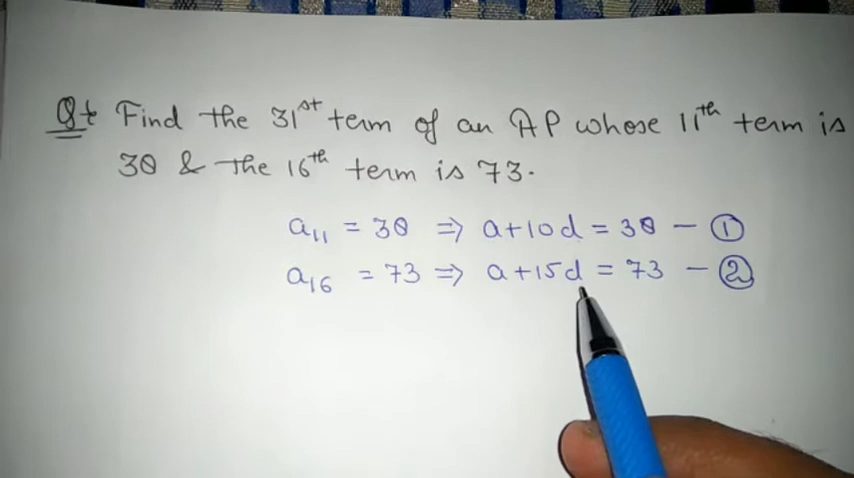 Q Find the 31st term of an AP whose 11th term is
38 & the 16th term is 73.
a₁₁ = 38 ⇒ a+10d = 38 — ①
a₁₆ = 73 ⇒ a+15d = 73 — ②